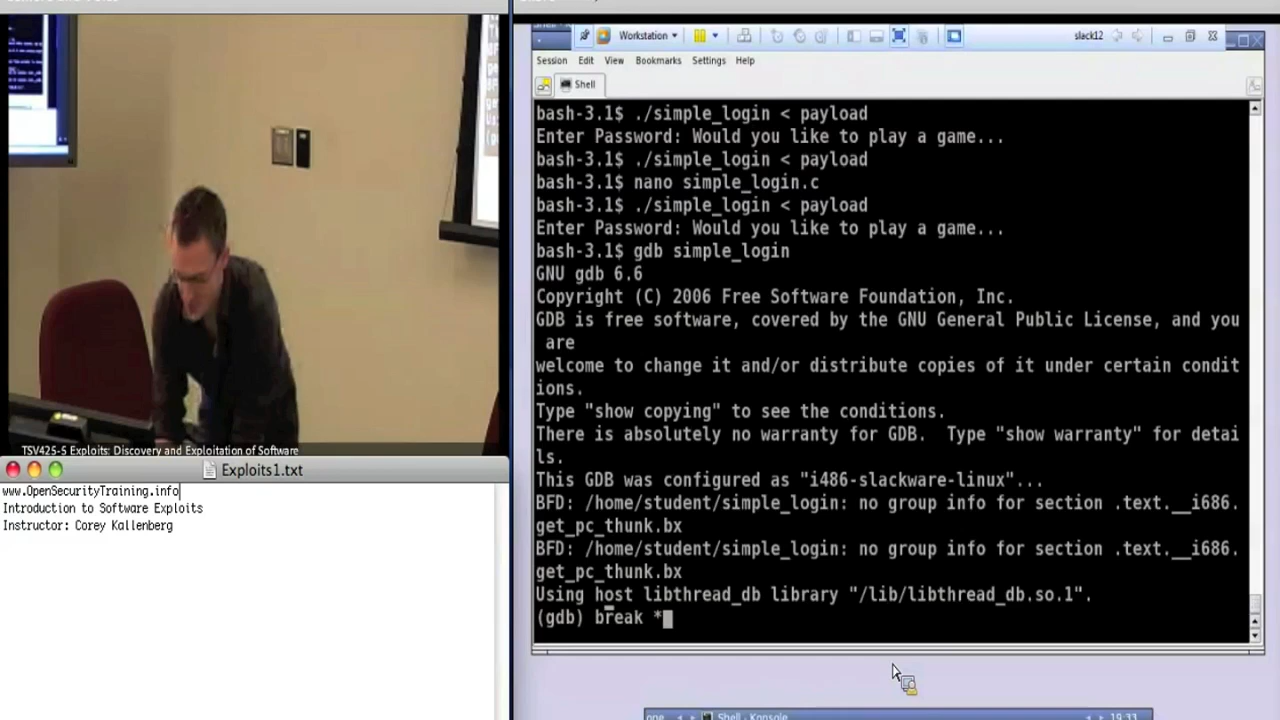 TSV425-5 Exploits: Discovery and Exploitation of Software
Exploits1.txt
www.OpenSecurityTraining.info
Introduction to Software Exploits
Instructor: Corey Kallenberg
Workstation
slack12
Session Edit View Bookmarks Settings Help
Shell
bash-3.1$ ./simple_login < payload
Enter Password: Would you like to play a game...
bash-3.1$ ./simple_login < payload
bash-3.1$ nano simple_login.c
bash-3.1$ ./simple_login < payload
Enter Password: Would you like to play a game...
bash-3.1$ gdb simple_login
GNU gdb 6.6
Copyright (C) 2006 Free Software Foundation, Inc.
GDB is free software, covered by the GNU General Public License, and you
are
welcome to change it and/or distribute copies of it under certain condit
ions.
Type "show copying" to see the conditions.
There is absolutely no warranty for GDB.  Type "show warranty" for detai
ls.
This GDB was configured as "i486-slackware-linux"...
BFD: /home/student/simple_login: no group info for section .text.__i686.
get_pc_thunk.bx
BFD: /home/student/simple_login: no group info for section .text.__i686.
get_pc_thunk.bx
Using host libthread_db library "/lib/libthread_db.so.1".
(gdb) break *
Shell - Konsole
19:33